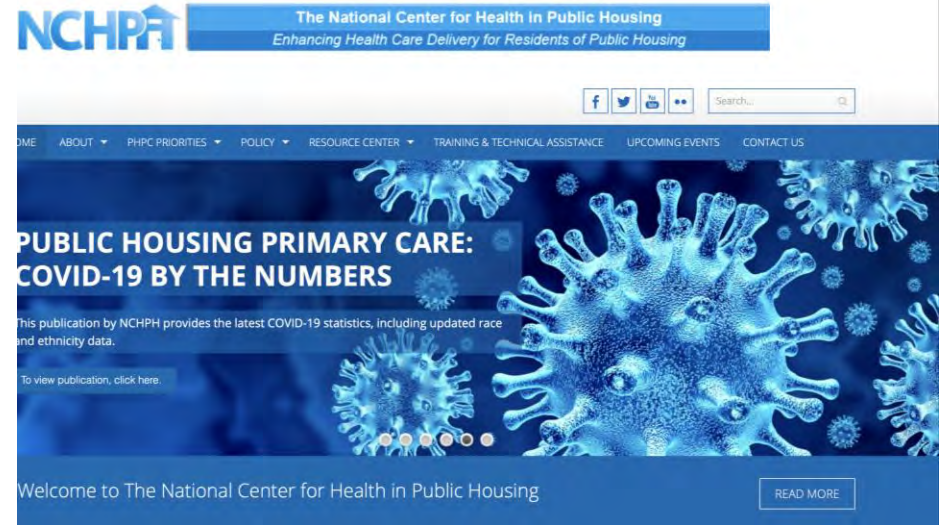 NCHPH
The National Center for Health in Public Housing
Enhancing Health Care Delivery for Residents of Public Housing
f
You
Search...
OME ABOUT PHPC PRIORITIES POLICY RESOURCE CENTER TRAINING & TECHNICAL ASSISTANCE UPCOMING EVENTS CONTACT US
PUBLIC HOUSING PRIMARY CARE:
COVID-19 BY THE NUMBERS
This publication by NCHPH provides the latest COVID-19 statistics, including updated race
and ethnicity data.
To view publication, click here.
Welcome to The National Center for Health in Public Housing
READ MORE